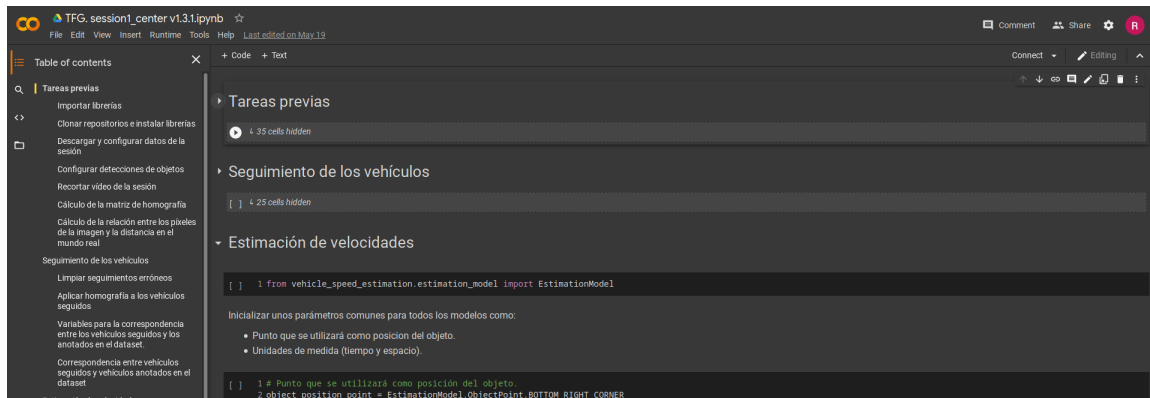 TFG. session1_center v1.3.1.ipynb
Comment Share R
File Edit View Insert Runtime Tools Help Last edited on May 19
Table of contents
+ Code + Text
Connect Editing
Tareas previas
Importar librerías
Clonar repositorios e instalar librerías
Descargar y configurar datos de la
sesión
Configurar detecciones de objetos
Recortar vídeo de la sesión
Cálculo de la matriz de homografía
Cálculo de la relación entre los píxeles
de la imagen y la distancia en el
mundo real
Seguimiento de los vehículos
Limpiar seguimientos erróneos
Aplicar homografía a los vehículos
seguidos
Variables para la correspondencia
entre los vehículos seguidos y los
anotados en el dataset.
Correspondencia entre vehículos
seguidos y vehículos anotados en el
dataset
Tareas previas
35 cells hidden
Seguimiento de los vehículos
[ ] 25 cells hidden
Estimación de velocidades
[ ] 1 from vehicle_speed_estimation.estimation_model import EstimationModel
Inicializar unos parámetros comunes para todos los modelos como:
• Punto que se utilizará como posicion del objeto.
• Unidades de medida (tiempo y espacio).
[ ] 1 # Punto que se utilizará como posición del objeto.
2 object_position_point = EstimationModel.ObjectPoint.BOTTOM_RIGHT_CORNER